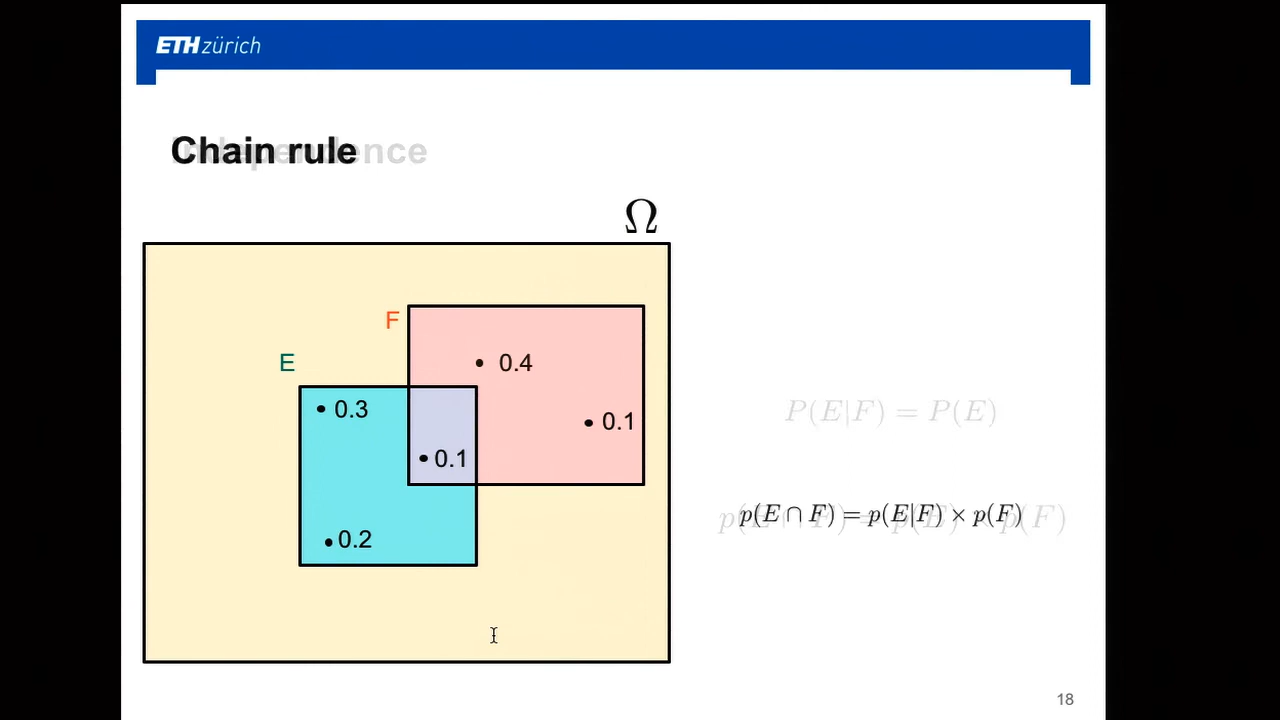 ETH zürich
Chain rule
Independence
Ω
F
E
0.4
0.3
0.1
0.1
0.2
P(E|F) = P(E)
p(E ∩ F) = p(E|F) × p(F)
p(E ∩ F) = p(E) × p(F)
18